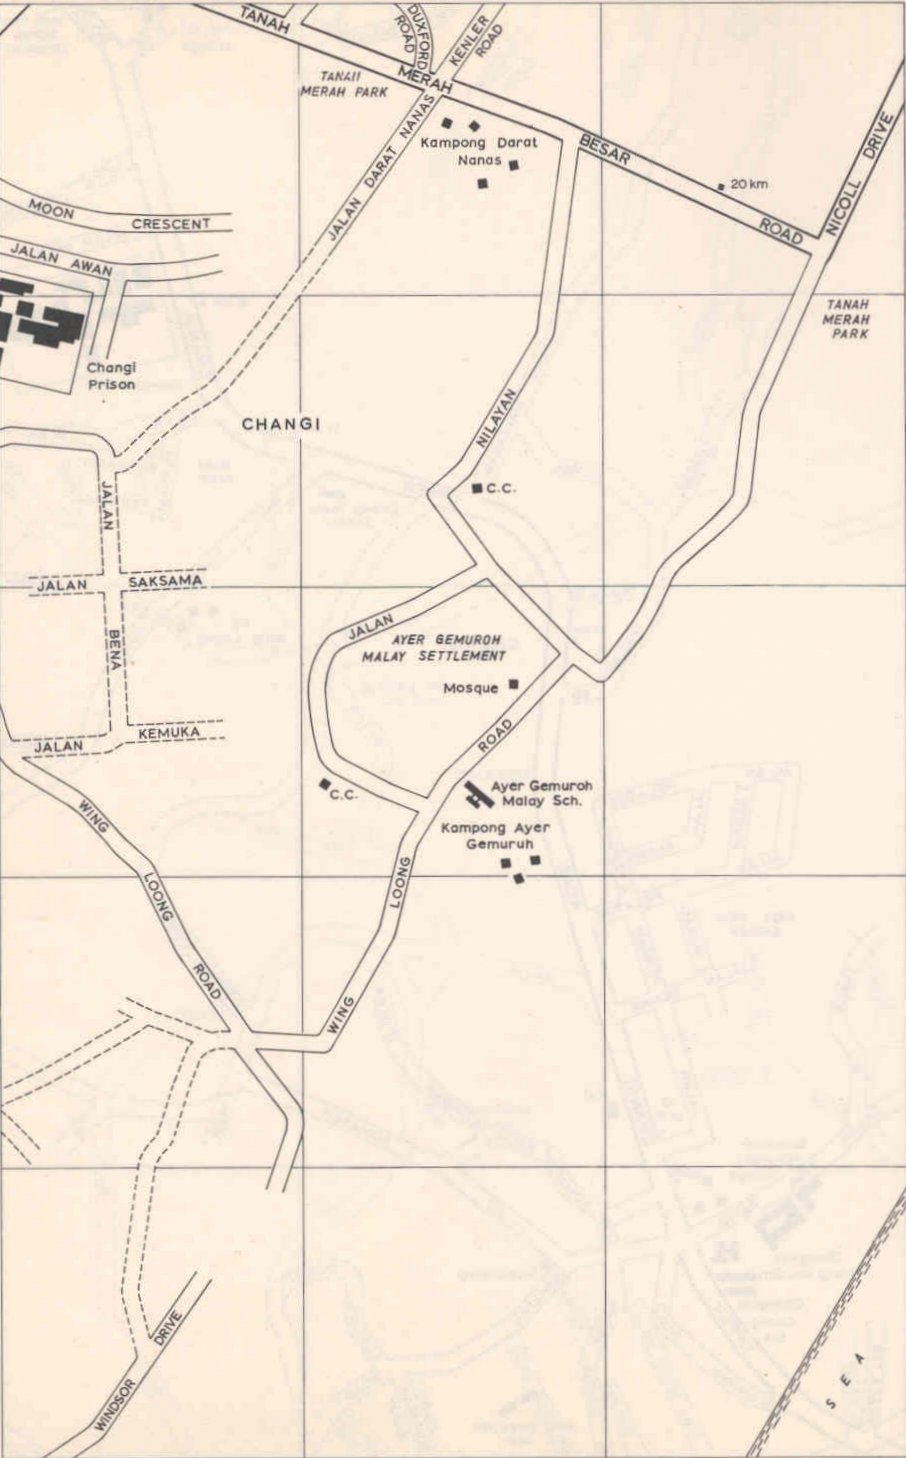 TANAH
DUXFORD
ROAD
KENLER
ROAD
TANAH
MERAH PARK
MERAH
JALAN DARAT NANAS
Kampong Darat
Nanas
BESAR
20 km
ROAD
NICOLL DRIVE
MOON
CRESCENT
JALAN AWAN
Changi
Prison
TANAH
MERAH
PARK
CHANGI
NILAYAN
C.C.
JALAN
JALAN
SAKSAMA
BENA
JALAN
AYER GEMUROH
MALAY SETTLEMENT
Mosque
ROAD
JALAN
KEMUKA
C.C.
Ayer Gemuroh
Malay Sch.
Kampong Ayer
Gemuruh
WING
LOONG
ROAD
LOONG
WING
WINDSOR
DRIVE
SEA